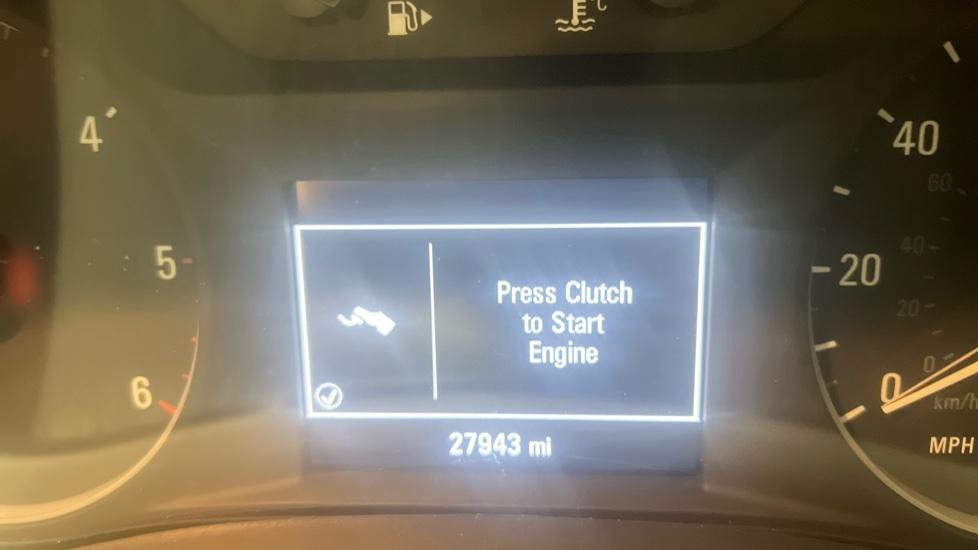 °C
4
5
6
Press Clutch
to Start
Engine
27943 mi
40
60
20
40
20
0
0
km/h
MPH